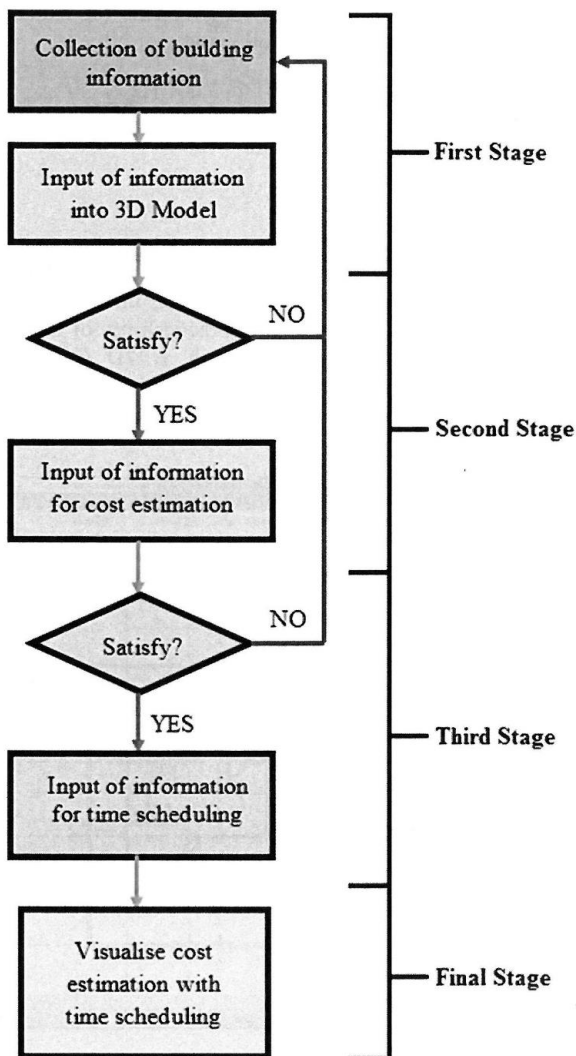 Collection of building
information
First Stage
Input of information
into 3D Model
Satisfy?
NO
YES
Second Stage
Input of information
for cost estimation
Satisfy?
NO
YES
Third Stage
Input of information
for time scheduling
Visualise cost
estimation with
time scheduling
Final Stage